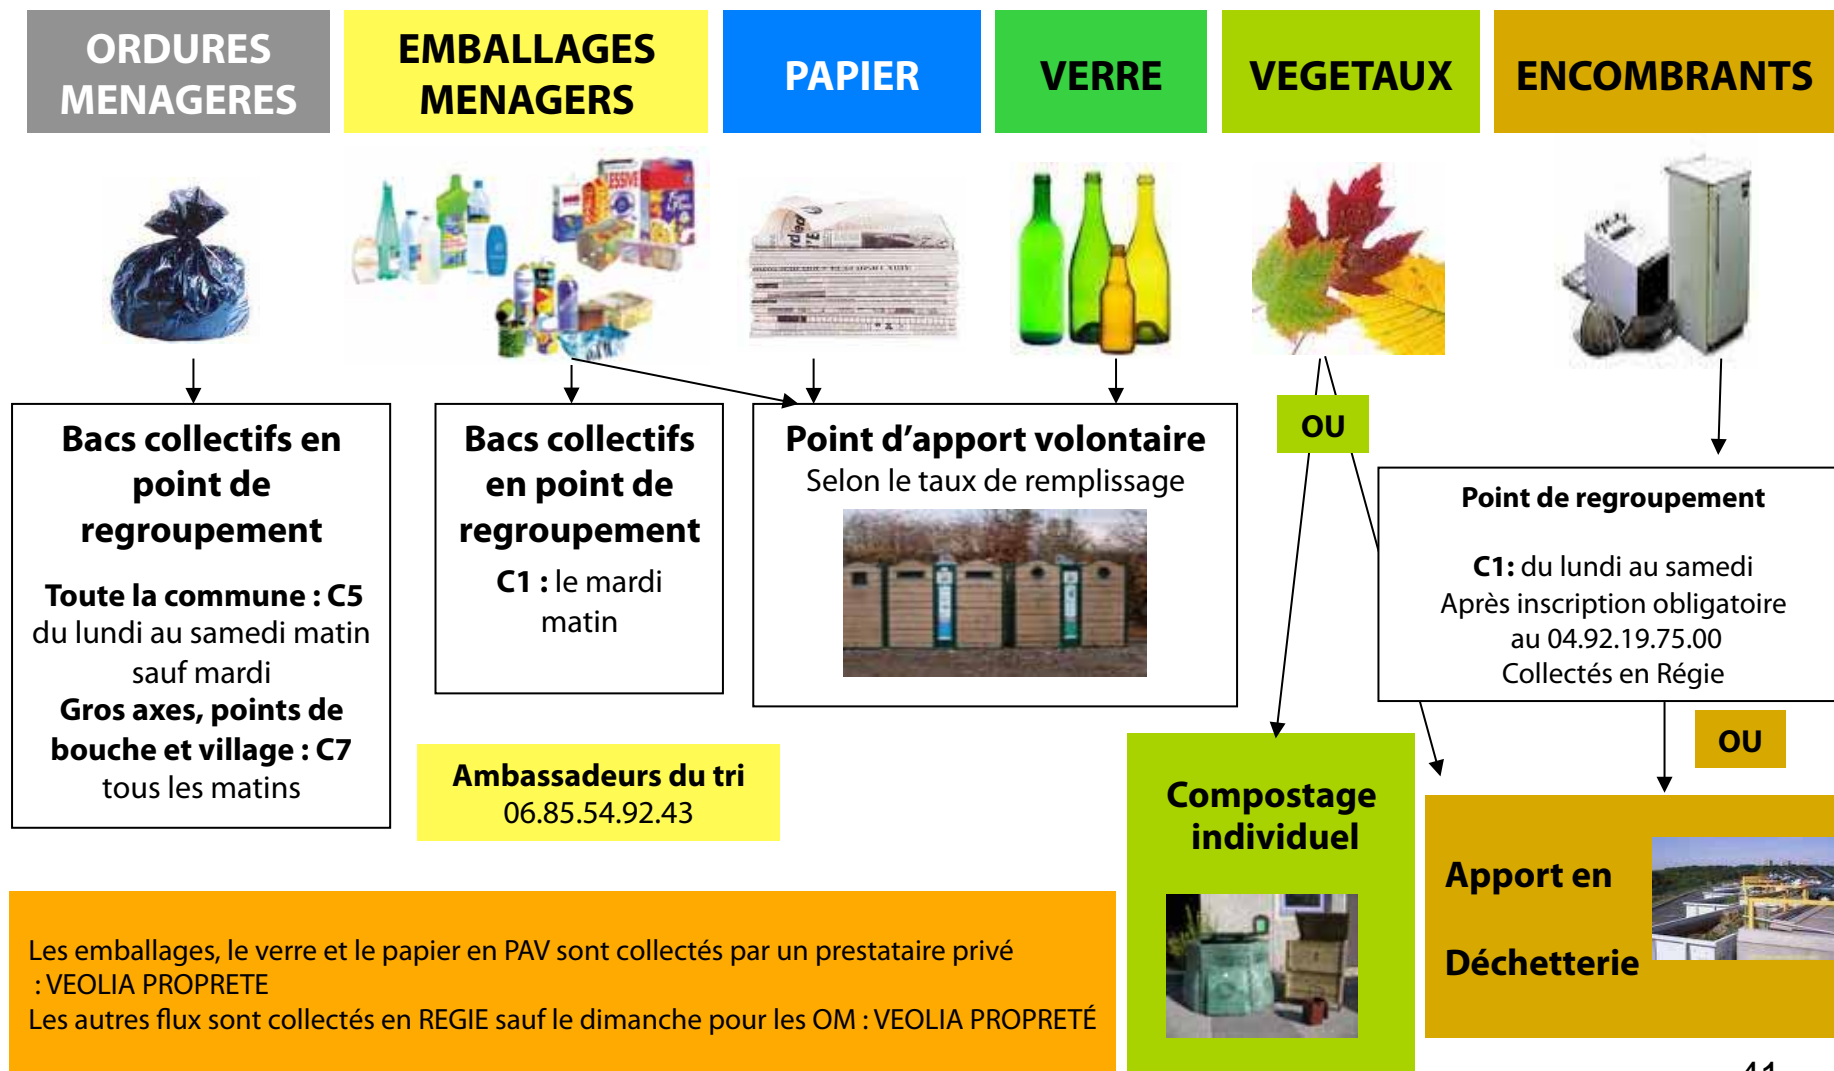 ORDURES
MENAGERES
EMBALLAGES
MENAGERS
PAPIER
VERRE
VEGETAUX
ENCOMBRANTS
Bacs collectifs en
point de
regroupement
Toute la commune : C5
du lundi au samedi matin
sauf mardi
Gros axes, points de
bouche et village : C7
tous les matins
Bacs collectifs
en point de
regroupement
C1 : le mardi
matin
Point d’apport volontaire
Selon le taux de remplissage
OU
Point de regroupement
C1: du lundi au samedi
Après inscription obligatoire
au 04.92.19.75.00
Collectés en Régie
OU
Ambassadeurs du tri
06.85.54.92.43
Compostage
individuel
Apport en
Déchetterie
Les emballages, le verre et le papier en PAV sont collectés par un prestataire privé
: VEOLIA PROPRETE
Les autres flux sont collectés en REGIE sauf le dimanche pour les OM : VEOLIA PROPRETÉ